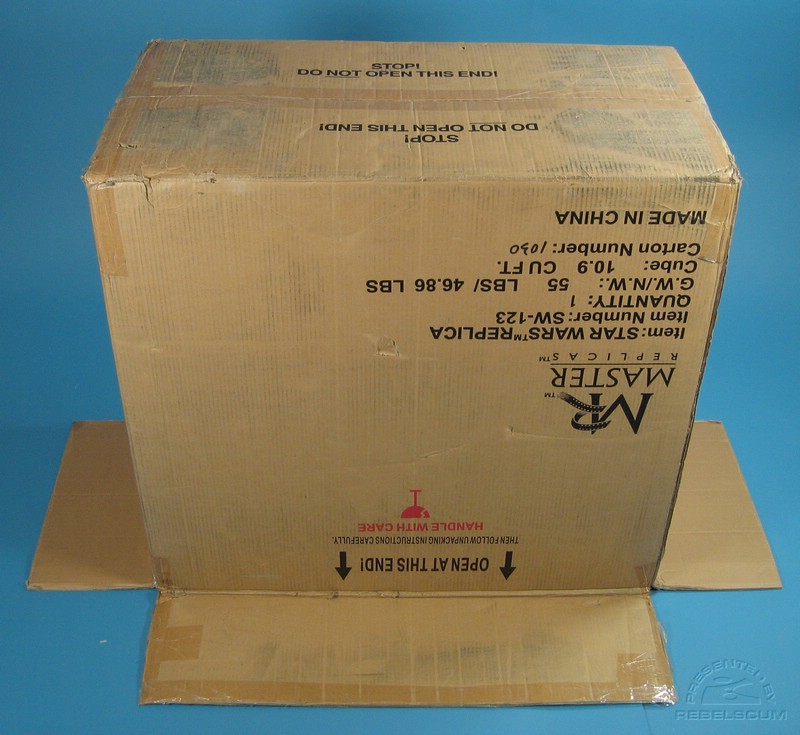 STOP!
DO NOT OPEN THIS END!
STOP!
DO NOT OPEN THIS END!
OPEN AT THIS END!
THEN FOLLOW UNPACKING INSTRUCTIONS CAREFULLY.
HANDLE WITH CARE
MR™
MASTER
REPLICAS™
Item: STAR WARS™ REPLICA
Item Number: SW-123
QUANTITY: 1
G.W./N.W.: 55 LBS/ 46.86 LBS
Cube: 10.9 CU FT.
Carton Number: 1030
MADE IN CHINA
PRESENTED BY
REBELSCUM